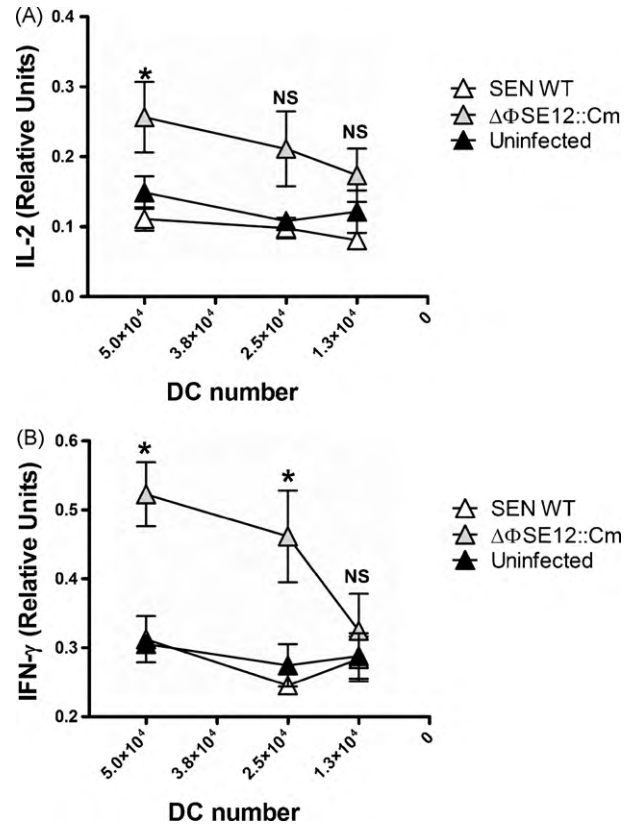 (A)
IL-2 (Relative Units)
0.4
0.3
0.2
0.1
0.0
*
NS
NS
SEN WT
ΔΦSE12::Cm
Uninfected
5.0×10⁴
3.8×10⁴
2.5×10⁴
1.3×10⁴
0
DC number
(B)
IFN-γ (Relative Units)
0.6
0.5
0.4
0.3
0.2
*
*
NS
SEN WT
ΔΦSE12::Cm
Uninfected
5.0×10⁴
3.8×10⁴
2.5×10⁴
1.3×10⁴
0
DC number